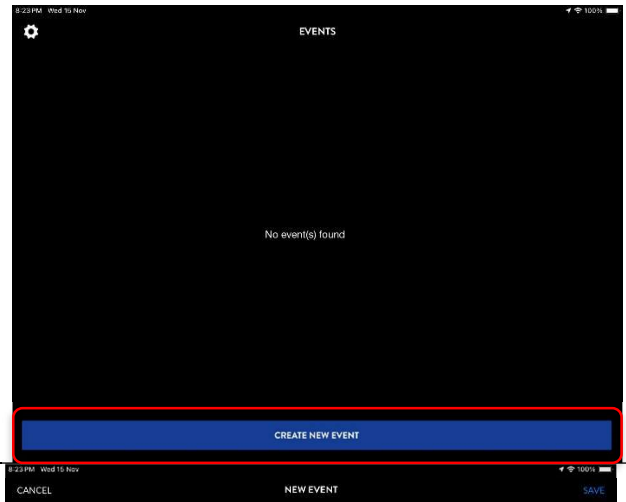 8:23 PM Wed 15 Nov 100%
EVENTS
No event(s) found
CREATE NEW EVENT
8:23 PM Wed 15 Nov 100%
CANCEL NEW EVENT SAVE